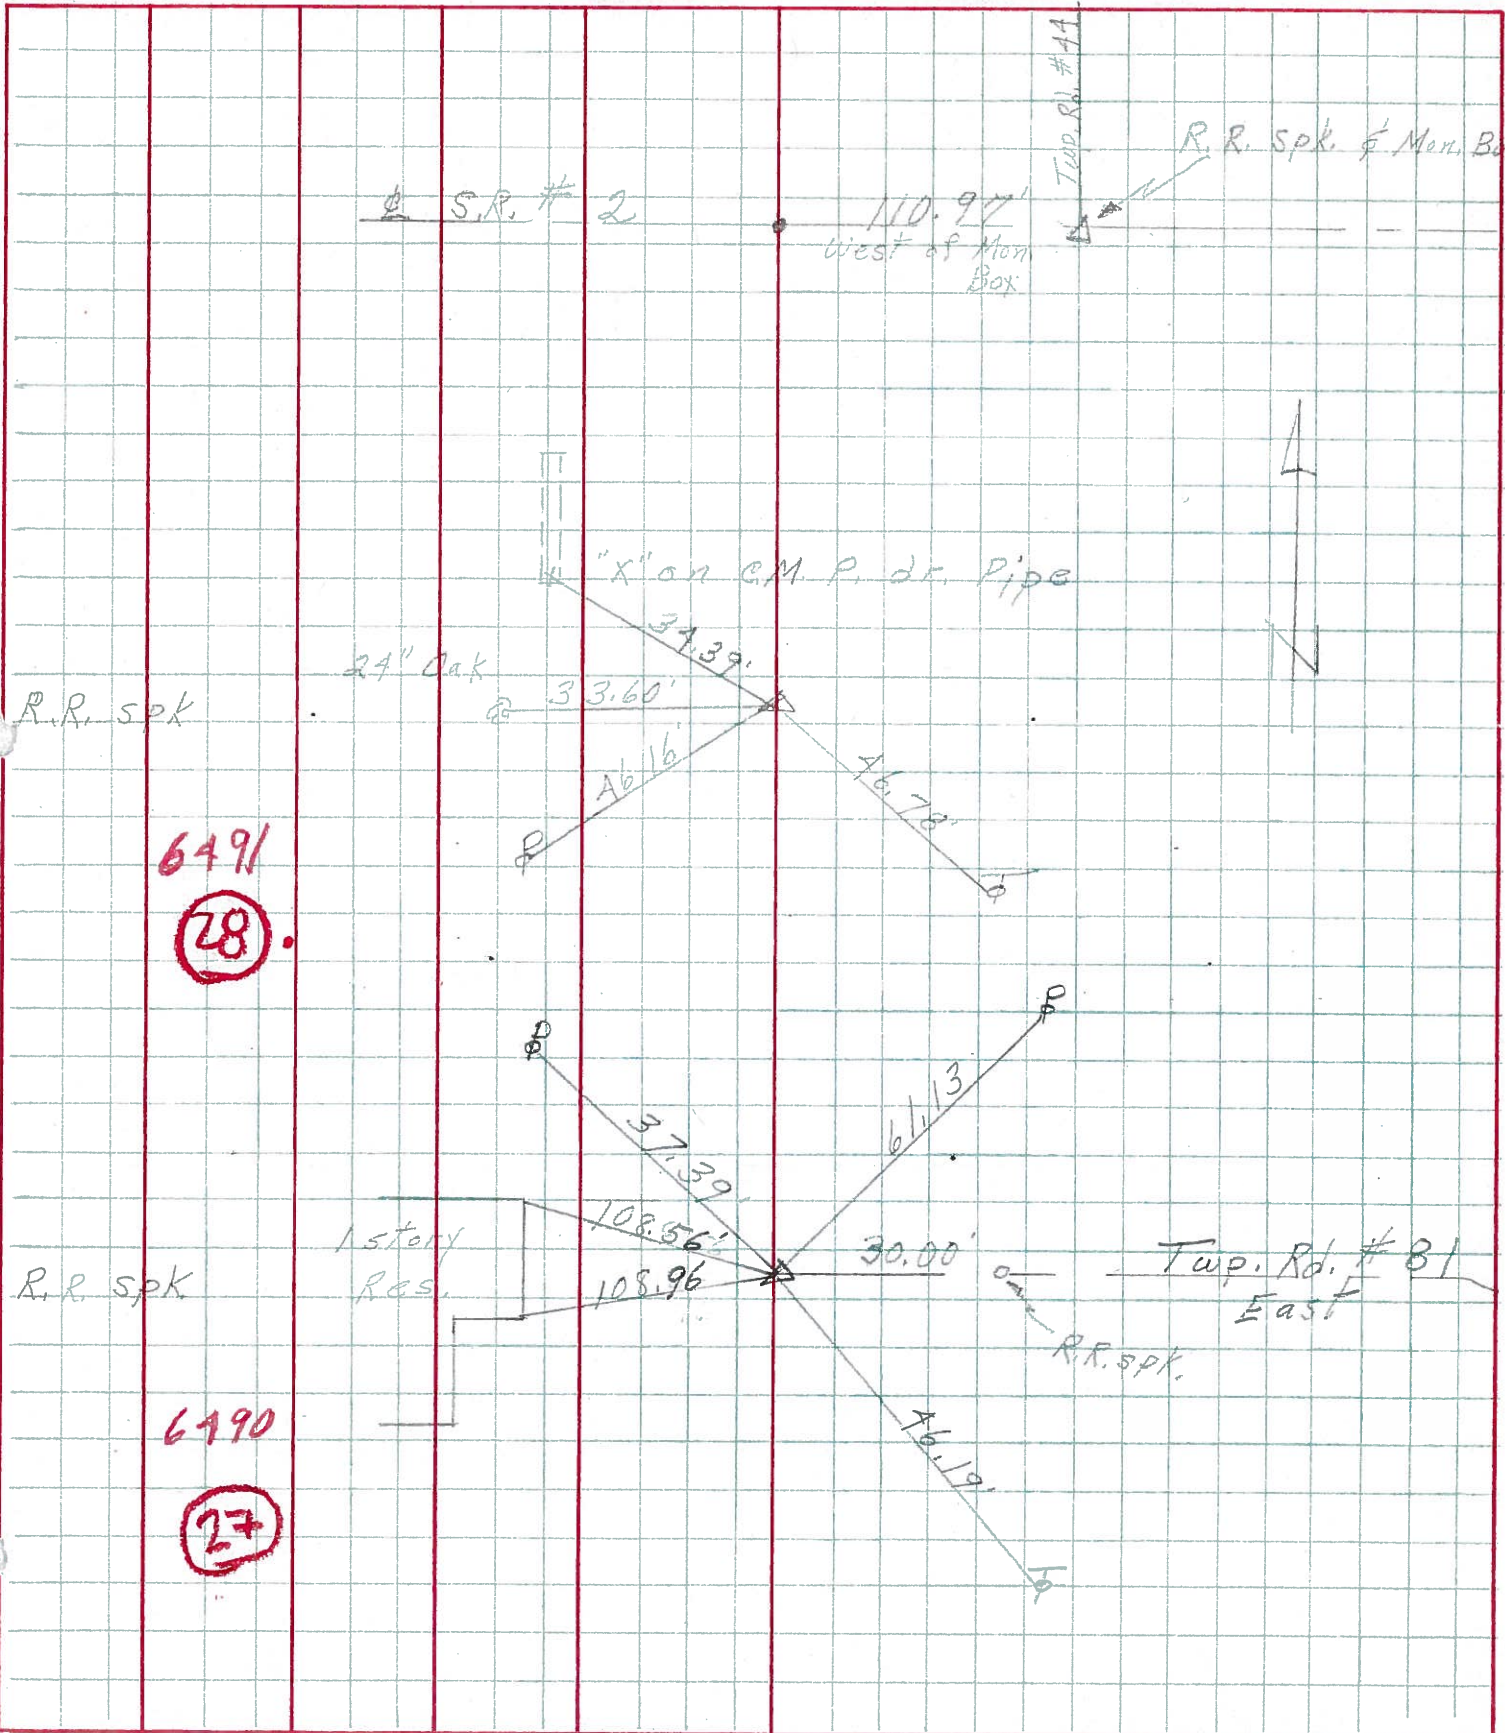 Twp. Rd. #44
R. R. Spk. & Mon. Bo
℄ S.R. # 2
110.97'
West of Mon.
Box
"X" on C.M.P. dr. Pipe
34.39'
24" Oak
33.60'
R.R. spk
46.16'
46.78'
P
6491
28
P
P
37.39'
61.13
1 story
Res.
108.56'
108.96
30.00'
Twp. Rd. # 81
East
R.R. spk.
R.R. spk.
6490
46.19'
27
T
N